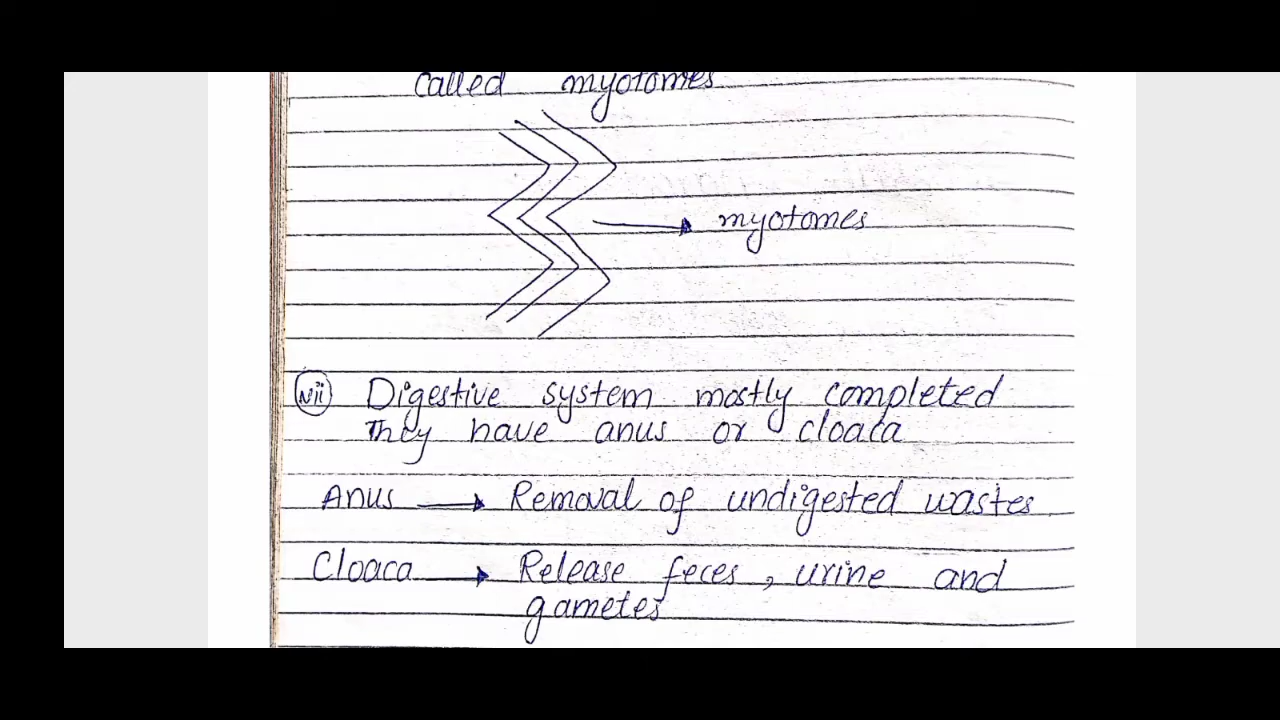 called myotomes
myotomes
vii Digestive system mostly completed
They have anus or cloaca
Anus → Removal of undigested wastes
Cloaca → Release feces, urine and
gametes